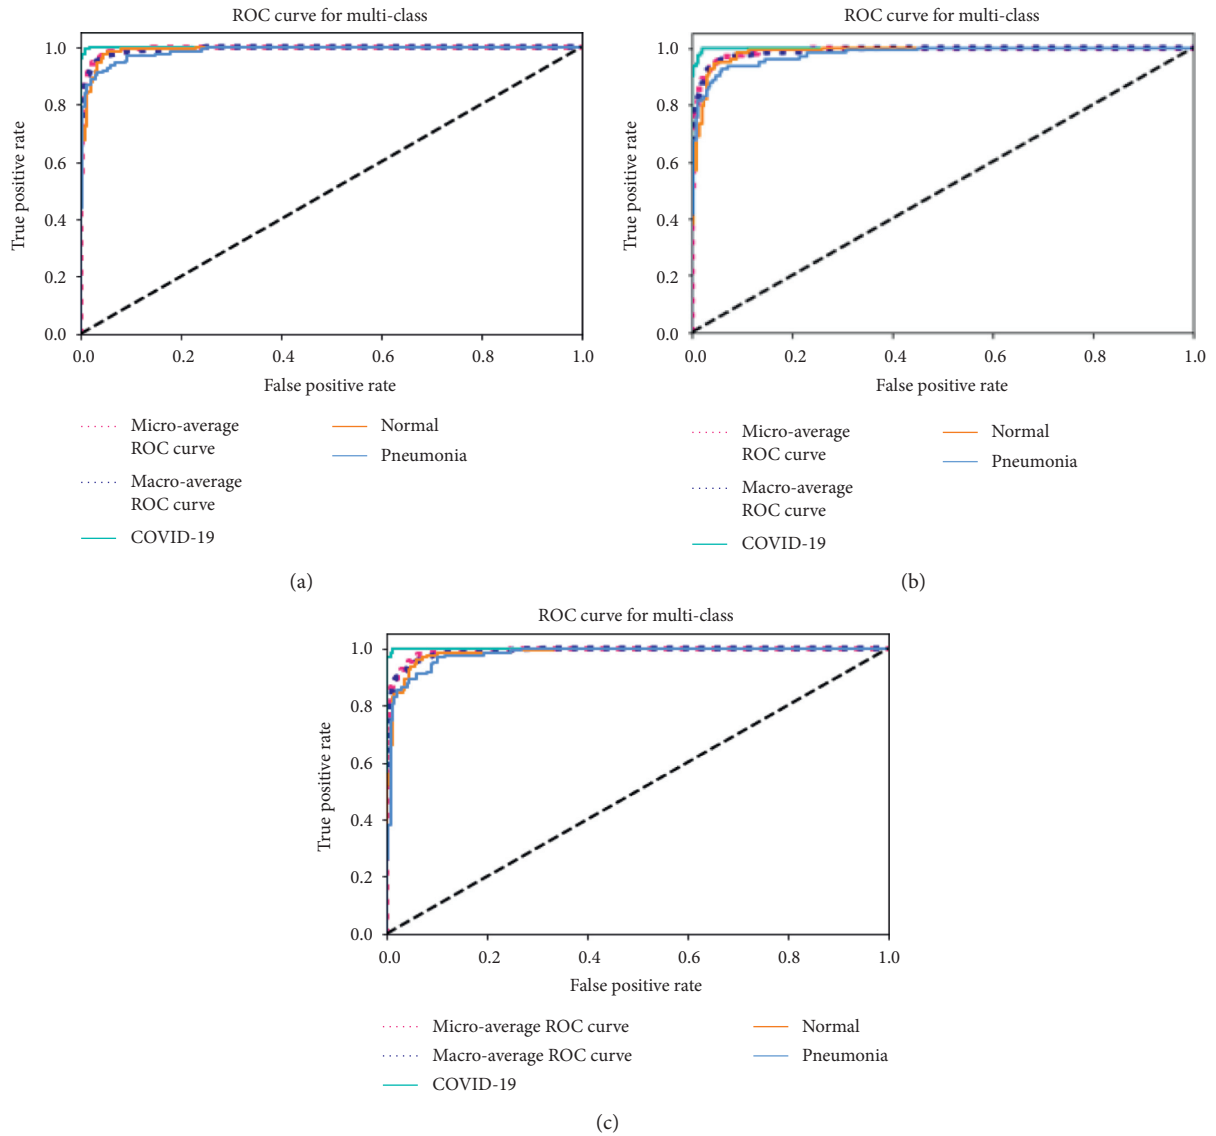 ROC curve for multi-class
1.0
0.8
0.6
0.4
0.2
0.0
True positive rate
0.0 0.2 0.4 0.6 0.8 1.0
False positive rate
Micro-average
ROC curve
Macro-average
ROC curve
COVID-19
Normal
Pneumonia
(a)
ROC curve for multi-class
1.0
0.8
0.6
0.4
0.2
0.0
True positive rate
0.0 0.2 0.4 0.6 0.8 1.0
False positive rate
Micro-average
ROC curve
Macro-average
ROC curve
COVID-19
Normal
Pneumonia
(b)
ROC curve for multi-class
1.0
0.8
0.6
0.4
0.2
0.0
True positive rate
0.0 0.2 0.4 0.6 0.8 1.0
False positive rate
Micro-average ROC curve
Macro-average ROC curve
COVID-19
Normal
Pneumonia
(c)